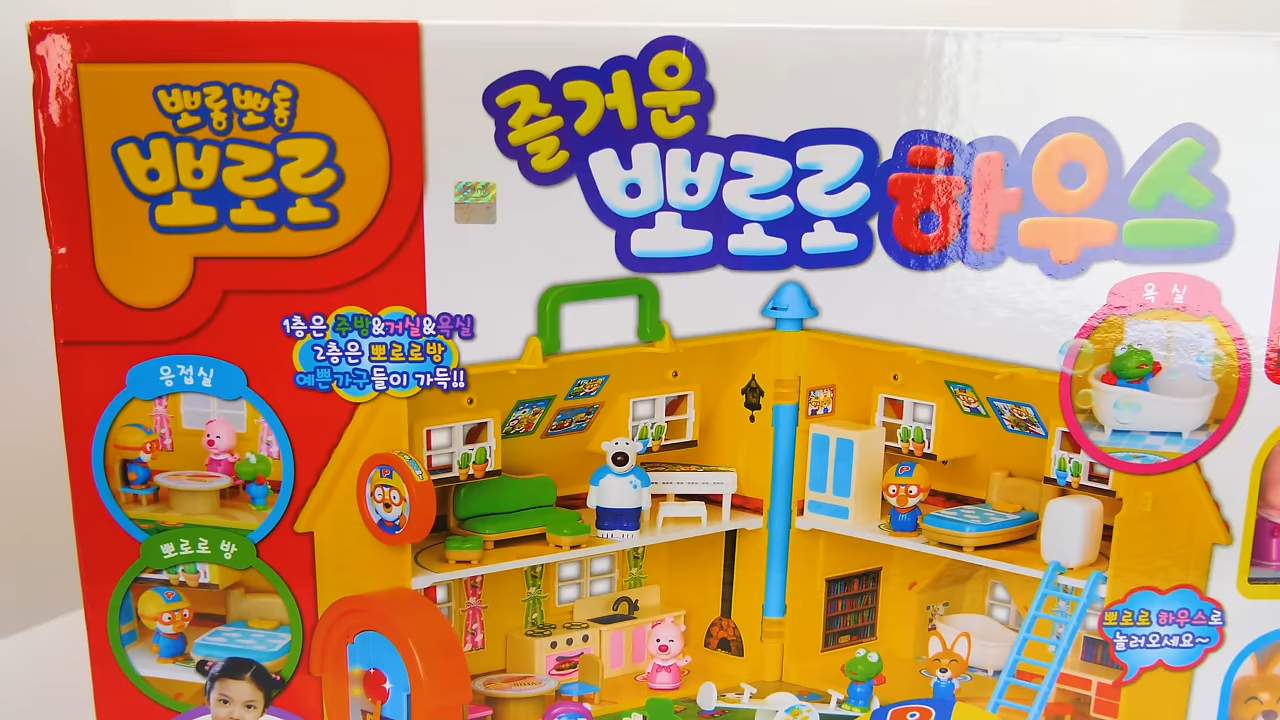 뽀롱뽀롱
뽀로로
즐거운
뽀로로하우스
1층은 주방&거실&욕실
2층은 뽀로로방
예쁜가구들이 가득!!
욕실
응접실
뽀로로 방
뽀로로 하우스로
놀러오세요~